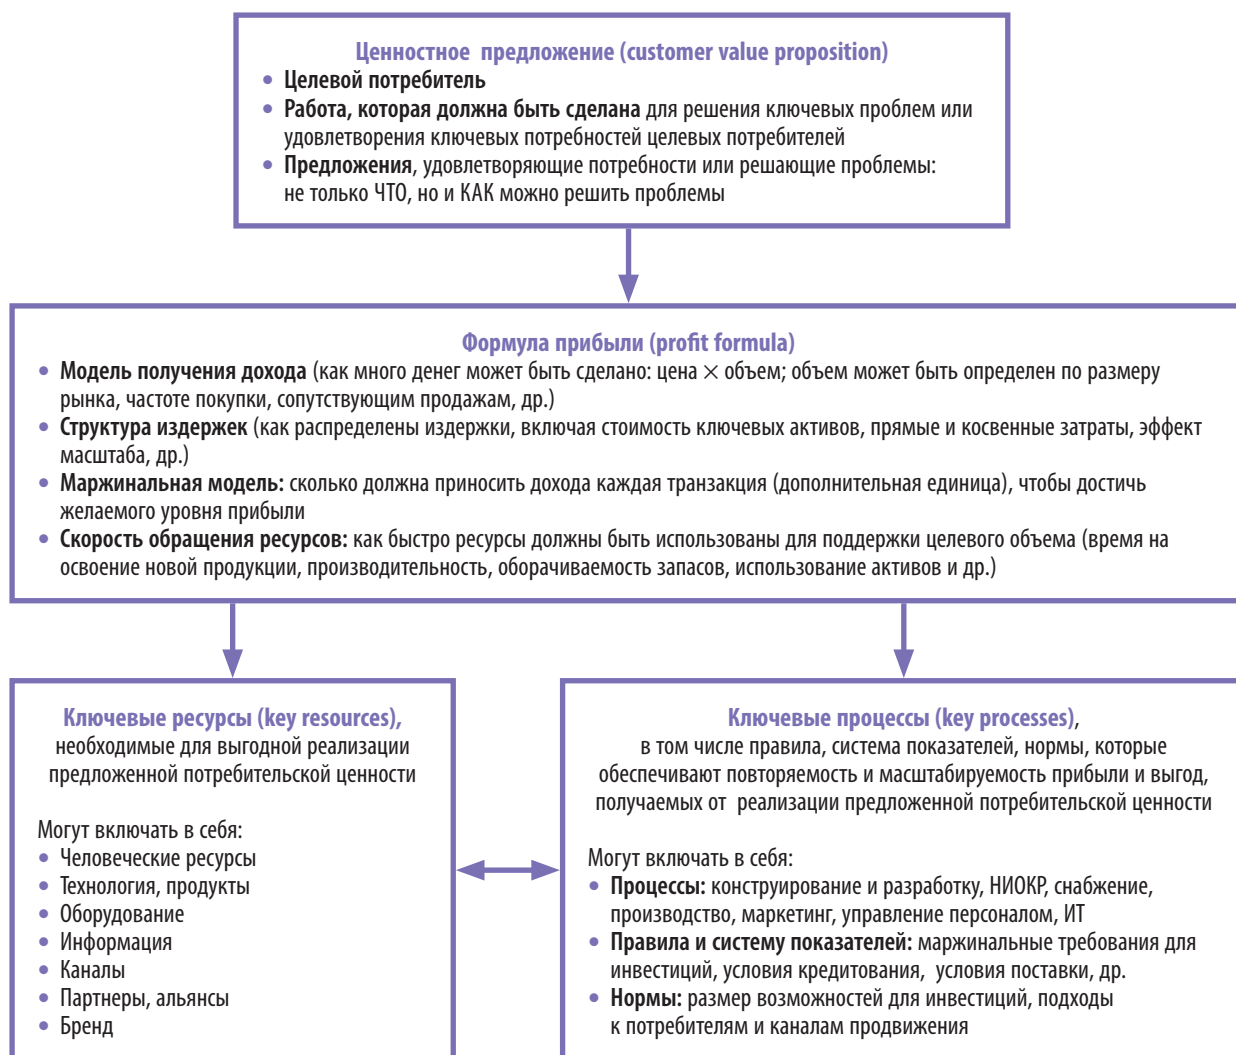 Ценностное предложение (customer value proposition)
• Целевой потребитель
• Работа, которая должна быть сделана для решения ключевых проблем или
удовлетворения ключевых потребностей целевых потребителей
• Предложения, удовлетворяющие потребности или решающие проблемы:
не только ЧТО, но и КАК можно решить проблемы
Формула прибыли (profit formula)
• Модель получения дохода (как много денег может быть сделано: цена × объем; объем может быть определен по размеру
рынка, частоте покупки, сопутствующим продажам, др.)
• Структура издержек (как распределены издержки, включая стоимость ключевых активов, прямые и косвенные затраты, эффект
масштаба, др.)
• Маржинальная модель: сколько должна приносить дохода каждая транзакция (дополнительная единица), чтобы достичь
желаемого уровня прибыли
• Скорость обращения ресурсов: как быстро ресурсы должны быть использованы для поддержки целевого объема (время на
освоение новой продукции, производительность, оборачиваемость запасов, использование активов и др.)
Ключевые ресурсы (key resources),
необходимые для выгодной реализации
предложенной потребительской ценности
Могут включать в себя:
• Человеческие ресурсы
• Технология, продукты
• Оборудование
• Информация
• Каналы
• Партнеры, альянсы
• Бренд
Ключевые процессы (key processes),
в том числе правила, система показателей, нормы, которые
обеспечивают повторяемость и масштабируемость прибыли и выгод,
получаемых от реализации предложенной потребительской ценности
Могут включать в себя:
• Процессы: конструирование и разработку, НИОКР, снабжение,
производство, маркетинг, управление персоналом, ИТ
• Правила и систему показателей: маржинальные требования для
инвестиций, условия кредитования, условия поставки, др.
• Нормы: размер возможностей для инвестиций, подходы
к потребителям и каналам продвижения